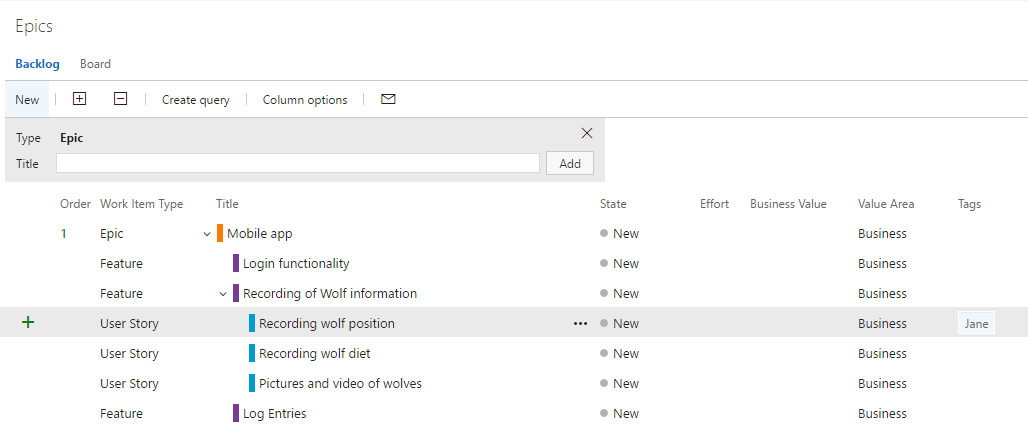 Epics
Backlog Board
New Create query Column options
Type Epic
Title Add
Order Work Item Type Title State Effort Business Value Value Area Tags
1 Epic Mobile app New Business
Feature Login functionality New Business
Feature Recording of Wolf information New Business
User Story Recording wolf position ••• New Business Jane
User Story Recording wolf diet New Business
User Story Pictures and video of wolves New Business
Feature Log Entries New Business